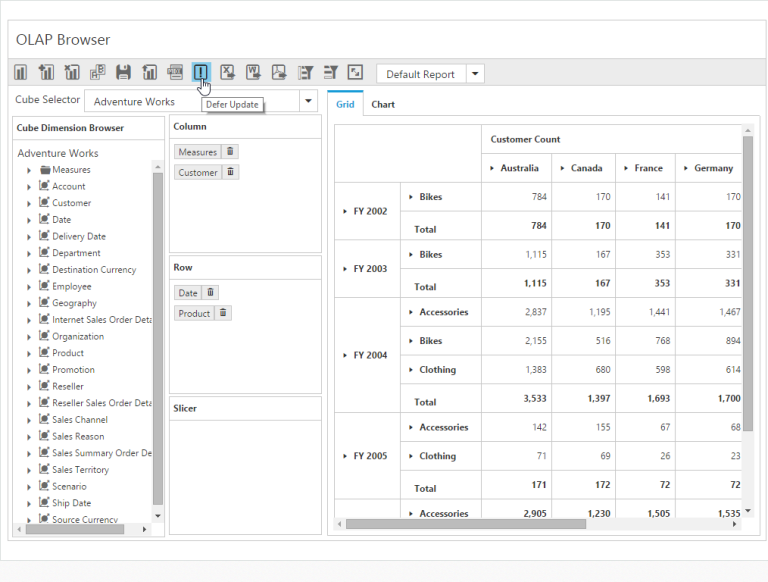 OLAP Browser
Default Report
Cube Selector Adventure Works
Defer Update
Cube Dimension Browser
Adventure Works
Measures
Account
Customer
Date
Delivery Date
Department
Destination Currency
Employee
Geography
Internet Sales Order Deta
Organization
Product
Promotion
Reseller
Reseller Sales Order Deta
Sales Channel
Sales Reason
Sales Summary Order De
Sales Territory
Scenario
Ship Date
Source Currency
Column
Measures
Customer
Row
Date
Product
Slicer
Grid Chart
Customer Count
Australia Canada France Germany
FY 2002 Bikes 784 170 141 170
Total 784 170 141 170
FY 2003 Bikes 1,115 167 353 331
Total 1,115 167 353 331
FY 2004 Accessories 2,837 1,195 1,441 1,467
Bikes 2,155 516 768 894
Clothing 1,383 680 598 614
Total 3,533 1,397 1,693 1,700
FY 2005 Accessories 142 155 67 68
Clothing 71 69 26 23
Total 171 172 72 72
Accessories 2,905 1,230 1,505 1,535